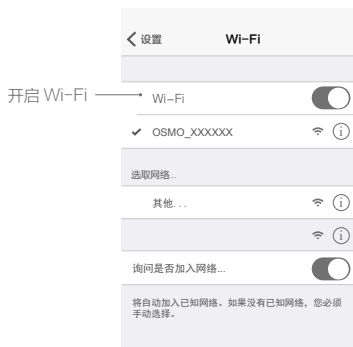 设置 Wi-Fi
开启 Wi-Fi
Wi-Fi
OSMO_XXXXXX
选取网络...
其他...
询问是否加入网络...
将自动加入已知网络。如果没有已知网络，您必须
手动选择。